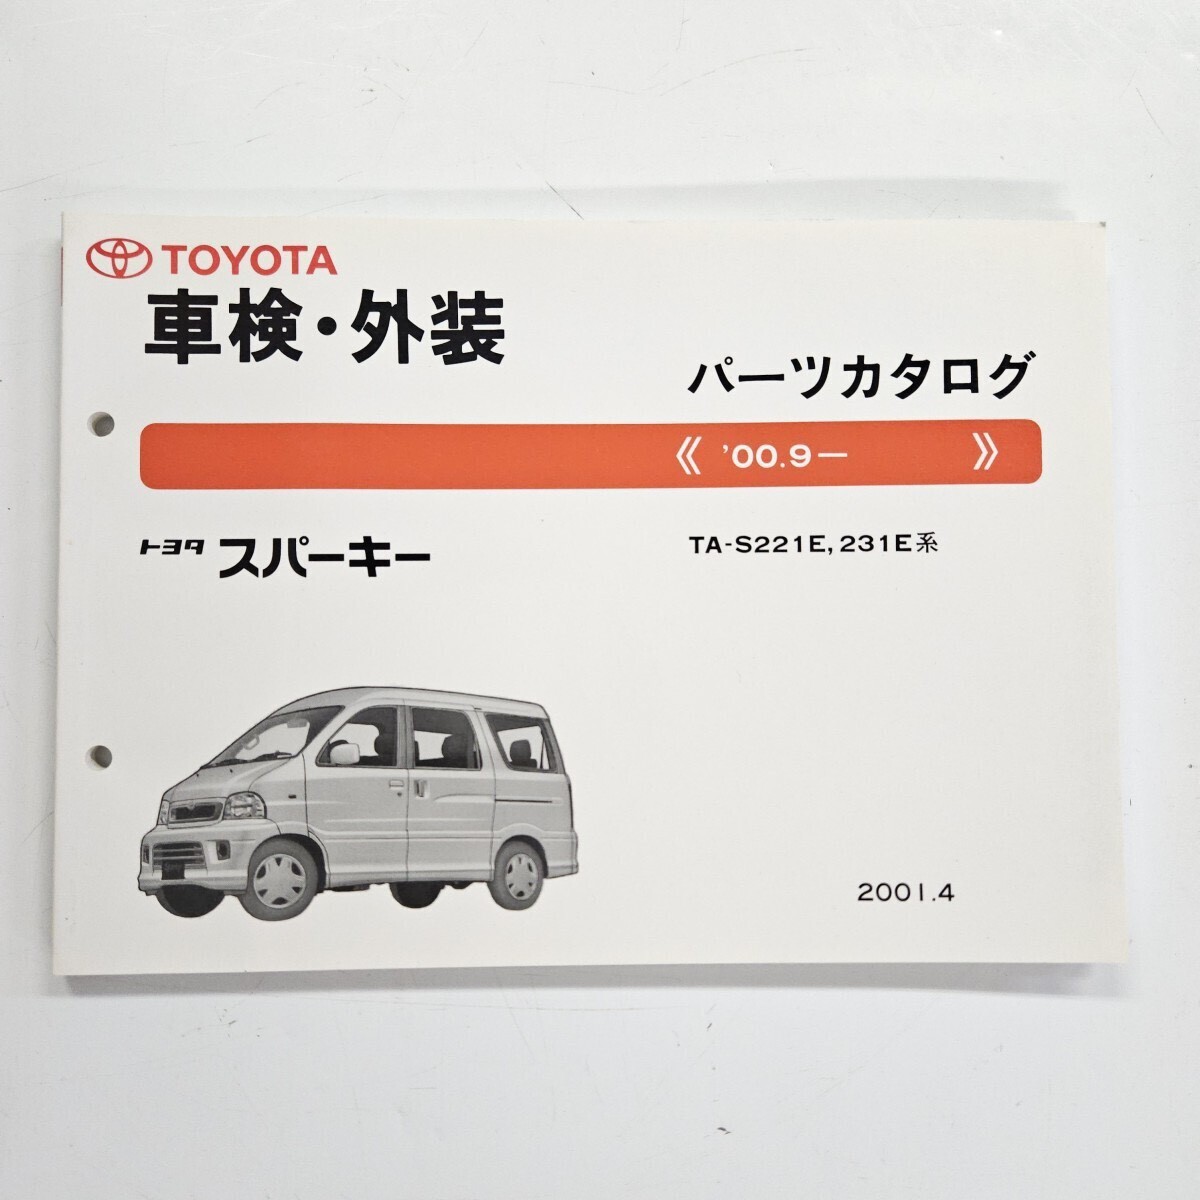 TOYOTA
車検・外装
パーツカタログ
《 '00.9ー 》
トヨタ スパーキー
TA-S221E, 231E系
2001.4